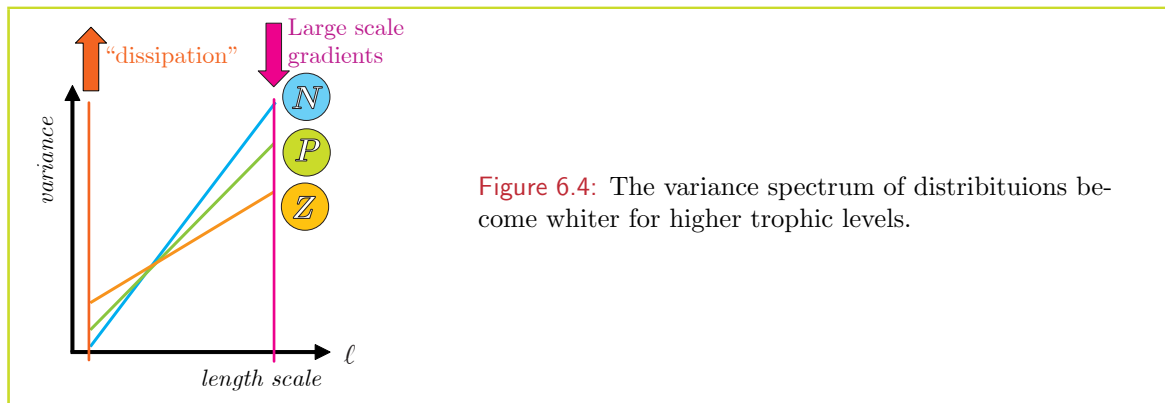 “dissipation”
Large scale
gradients
N
P
Z
variance
ℓ
length scale
Figure 6.4: The variance spectrum of distribituions be-
come whiter for higher trophic levels.